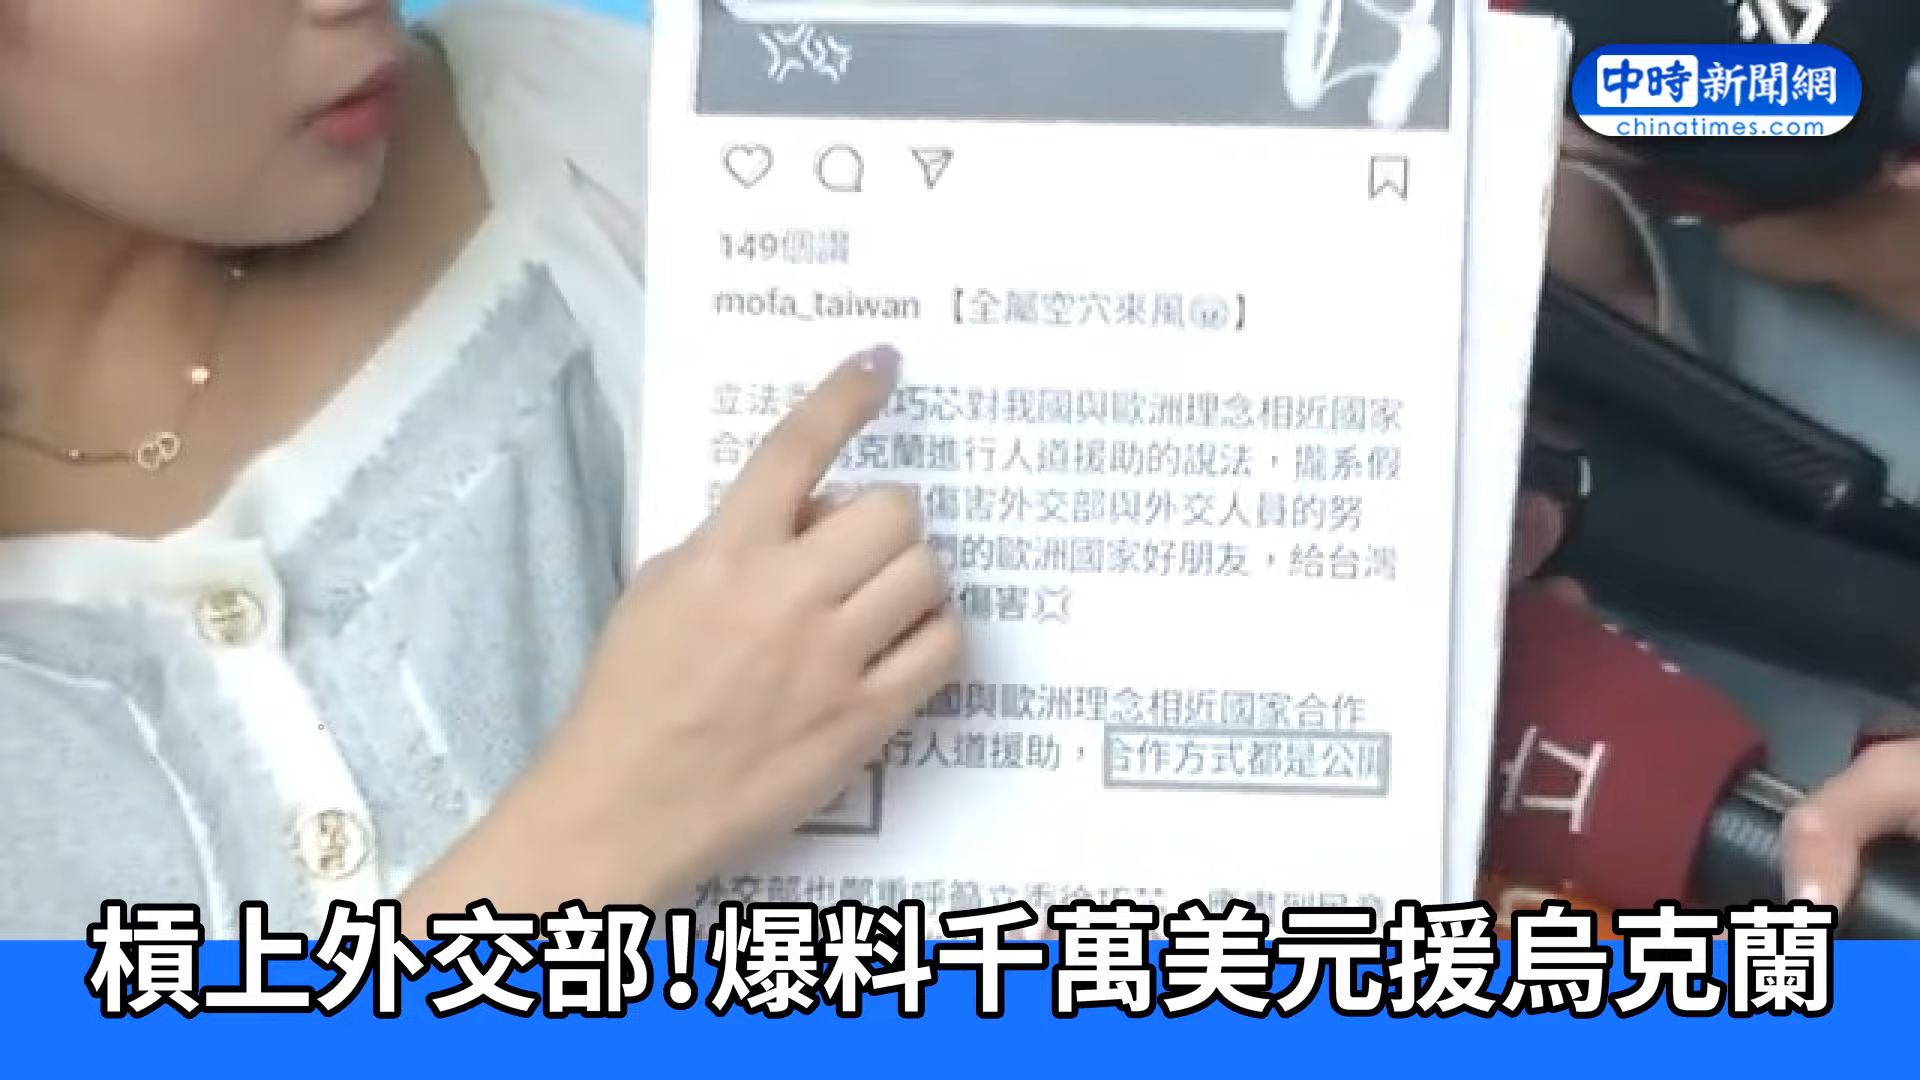 中時新聞網
chinatimes.com
149個讚
mofa_taiwan 【全屬空穴來風】
立法 巧芯對我國與歐洲理念相近國家
合 克蘭進行人道援助的說法，攏系假
傷害外交部與外交人員的努
們的歐洲國家好朋友，給台灣
傷害
國與歐洲理念相近國家合作
行人道援助，合作方式都是公開
槓上外交部!爆料千萬美元援烏克蘭